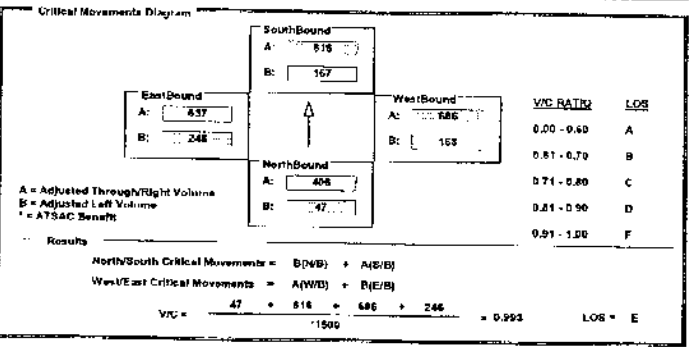 Critical Movements Diagram
SouthBound
A: 616
B: 167
EastBound
A: 637
B: 246
WestBound
A: 686
B:
NorthBound
A: 406
B: 47
V/C RATIO LOS
0.00 - 0.60 A
0.61 - 0.70 B
0.71 - 0.80 C
0.81 - 0.90 D
0.91 - 1.00
A = Adjusted Through/Right Volume
B = Adjusted Left Volume
* = ATSAC Benefit
Results
North/South Critical Movements = B(N/B) + A(S/B)
West/East Critical Movements = A(W/B) + B(E/B)
V/C = 47 + 616 + 686 + 246 = 0.993 LOS = E
*1500